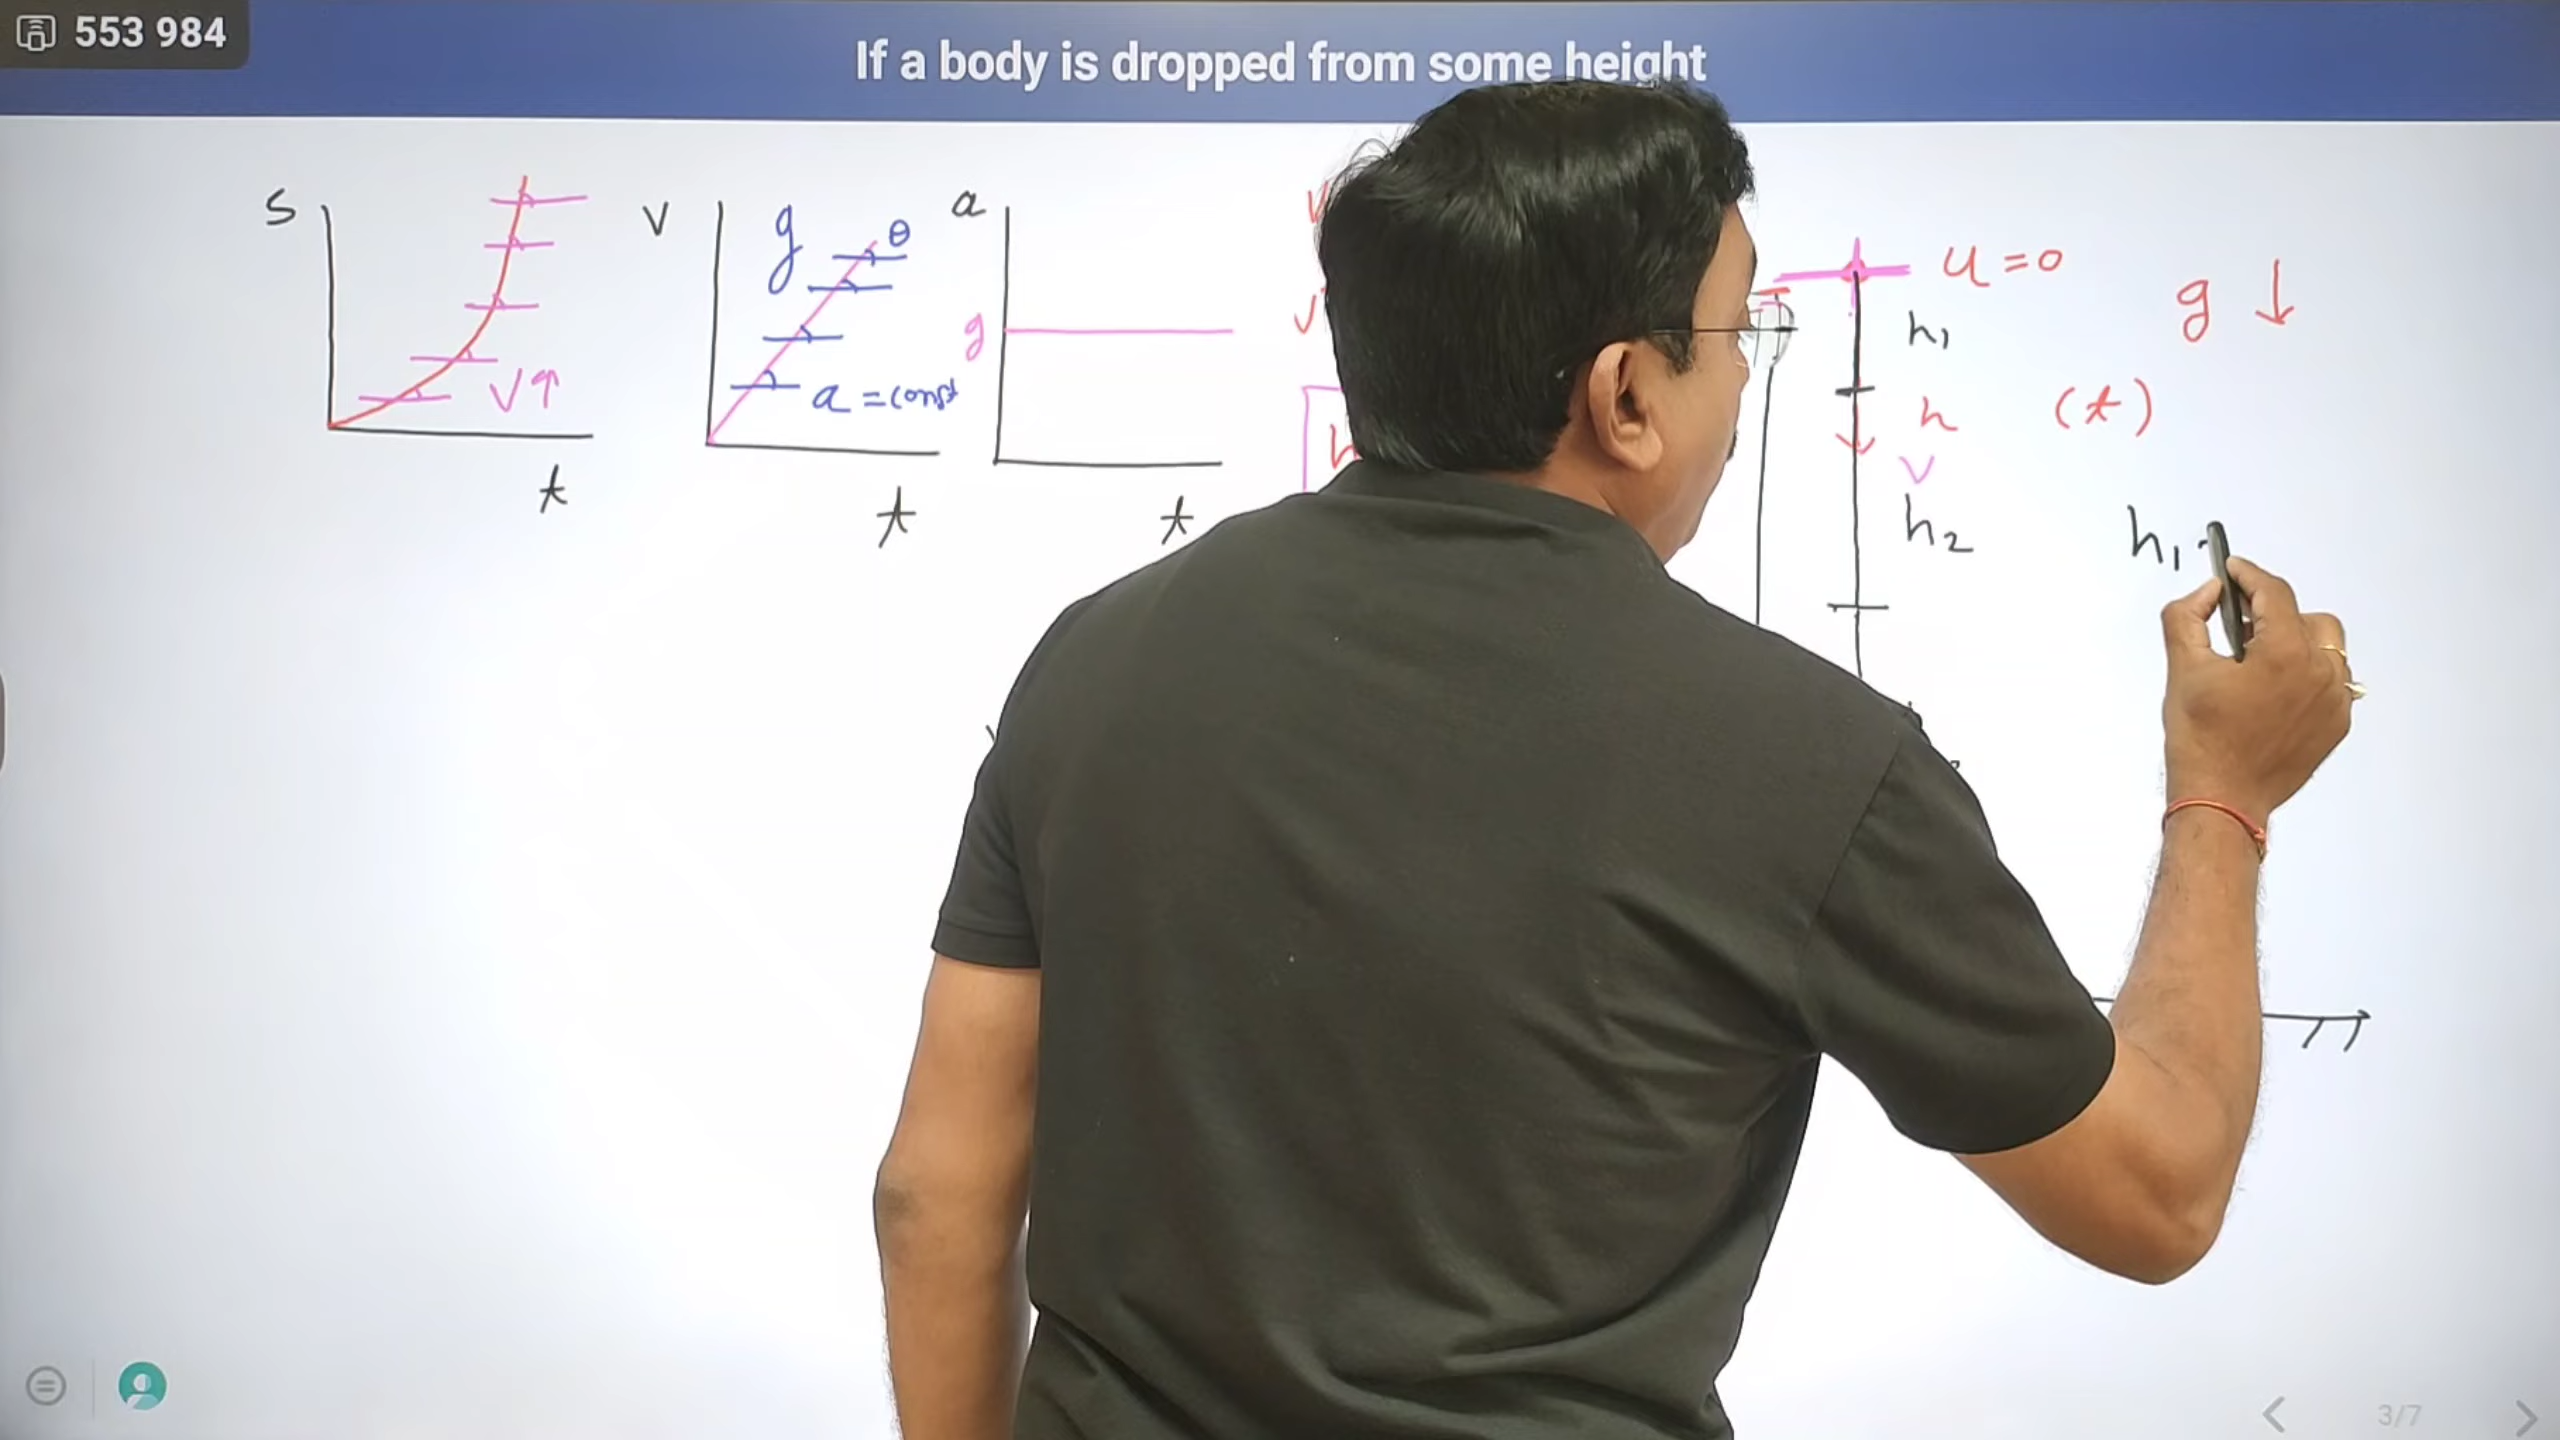 553 984
If a body is dropped from some height
S
V↑
t
V
g
θ
a = const
t
a
g
t
u = 0
g ↓
h1
h
(t)
V
h2
h1
3/7